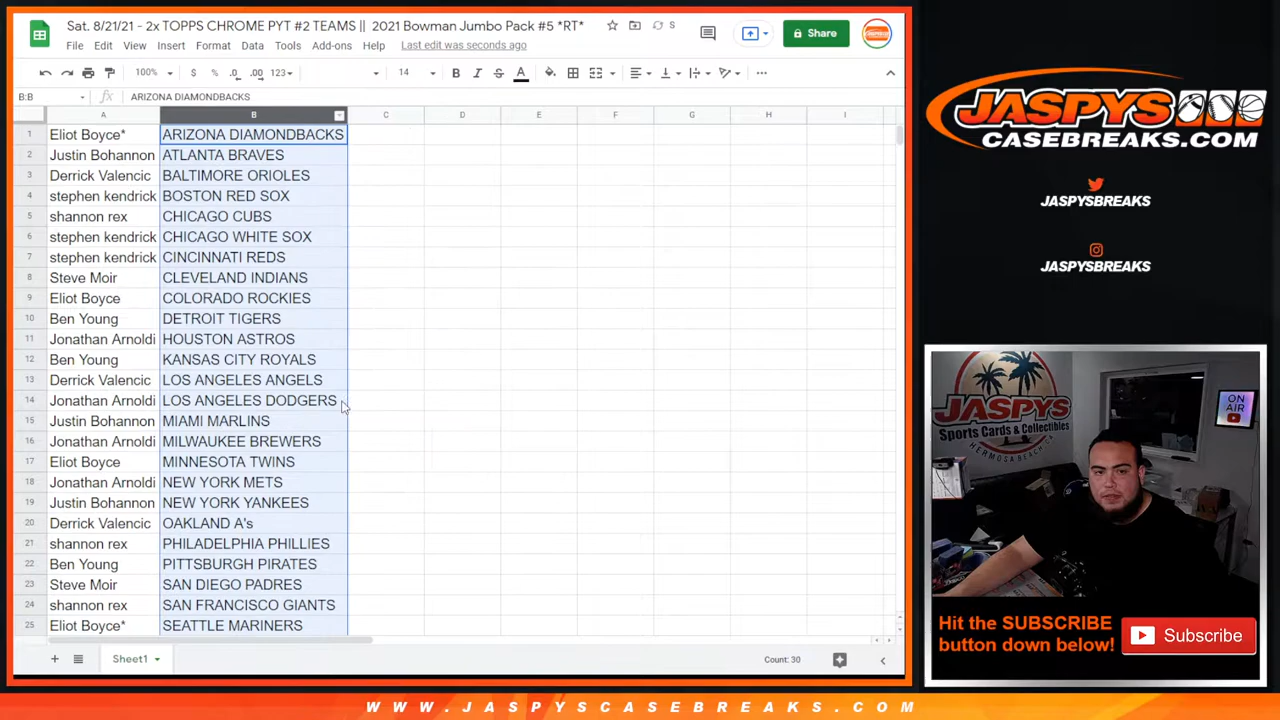 Sat. 8/21/21 - 2x TOPPS CHROME PYT #2 TEAMS || 2021 Bowman Jumbo Pack #5 *RT*
S
File Edit View Insert Format Data Tools Add-ons Help Last edit was seconds ago
Share
100% $ % .0 .00 123 14 B I S A
B:B ARIZONA DIAMONDBACKS
A B C D E F G H I
1 Eliot Boyce* ARIZONA DIAMONDBACKS
2 Justin Bohannon ATLANTA BRAVES
3 Derrick Valencic BALTIMORE ORIOLES
4 stephen kendrick BOSTON RED SOX
5 shannon rex CHICAGO CUBS
6 stephen kendrick CHICAGO WHITE SOX
7 stephen kendrick CINCINNATI REDS
8 Steve Moir CLEVELAND INDIANS
9 Eliot Boyce COLORADO ROCKIES
10 Ben Young DETROIT TIGERS
11 Jonathan Arnoldi HOUSTON ASTROS
12 Ben Young KANSAS CITY ROYALS
13 Derrick Valencic LOS ANGELES ANGELS
14 Jonathan Arnoldi LOS ANGELES DODGERS
15 Justin Bohannon MIAMI MARLINS
16 Jonathan Arnoldi MILWAUKEE BREWERS
17 Eliot Boyce MINNESOTA TWINS
18 Jonathan Arnoldi NEW YORK METS
19 Justin Bohannon NEW YORK YANKEES
20 Derrick Valencic OAKLAND A's
21 shannon rex PHILADELPHIA PHILLIES
22 Ben Young PITTSBURGH PIRATES
23 Steve Moir SAN DIEGO PADRES
24 shannon rex SAN FRANCISCO GIANTS
25 Eliot Boyce* SEATTLE MARINERS
Sheet1
Count: 30
JASPYS
CASEBREAKS.COM
JASPYSBREAKS
JASPYSBREAKS
JASPYS
Sports Cards & Collectibles
HERMOSA BEACH
ON
AIR
Hit the SUBSCRIBE
button down below!
Subscribe
WWW.JASPYSCASEBREAKS.COM